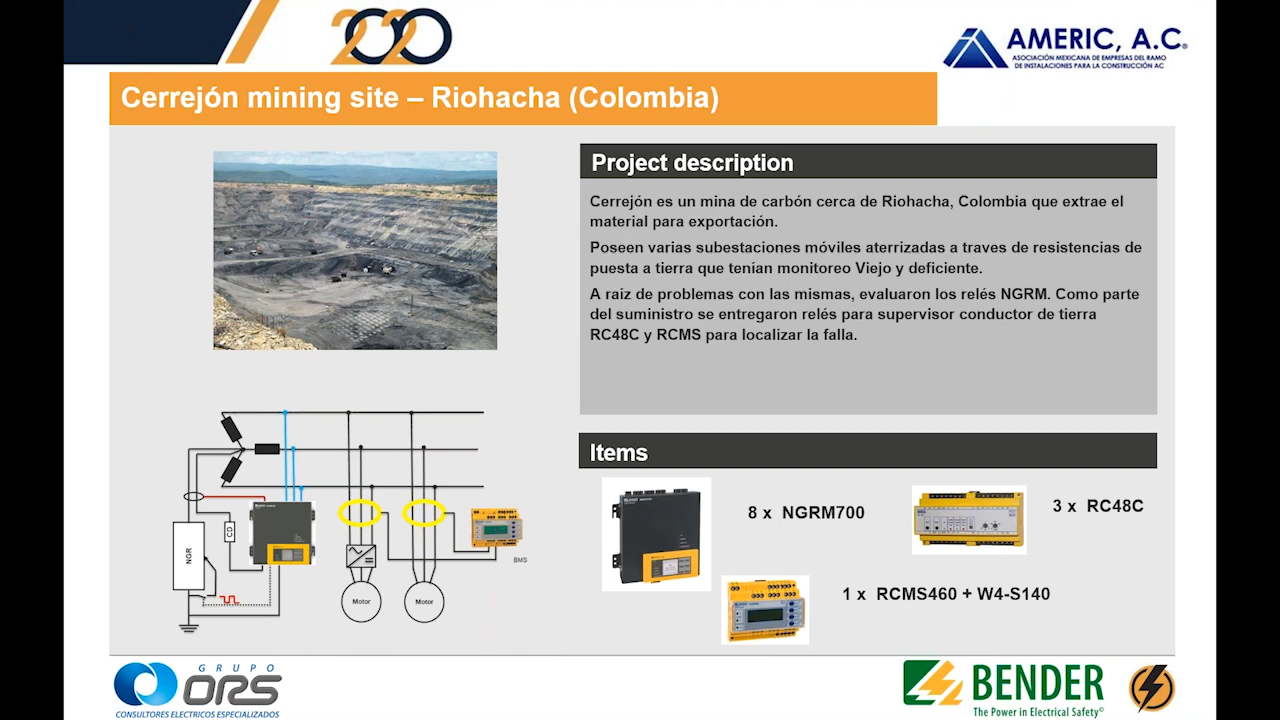 2020
AMERIC, A.C.®
ASOCIACIÓN MEXICANA DE EMPRESAS DEL RAMO
DE INSTALACIONES PARA LA CONSTRUCCIÓN AC
Cerrejón mining site – Riohacha (Colombia)
Project description
Cerrejón es un mina de carbón cerca de Riohacha, Colombia que extrae el
material para exportación.
Poseen varias subestaciones móviles aterrizadas a traves de resistencias de
puesta a tierra que tenían monitoreo Viejo y deficiente.
A raíz de problemas con las mismas, evaluaron los relés NGRM. Como parte
del suministro se entregaron relés para supervisor conductor de tierra
RC48C y RCMS para localizar la falla.
NGR
CD
Motor
Motor
BMS
Items
8 x NGRM700
3 x RC48C
1 x RCMS460 + W4-S140
GRUPO
ORS
CONSULTORES ELECTRICOS ESPECIALIZADOS
BENDER
The Power in Electrical Safety©